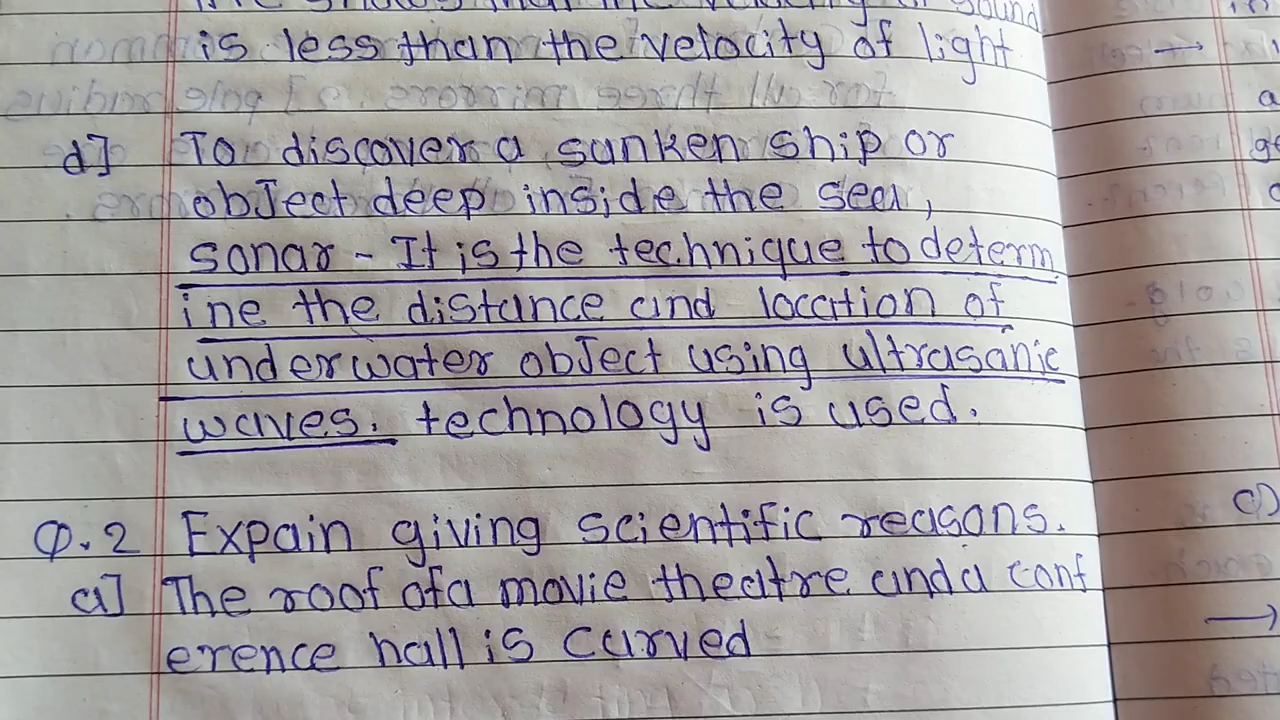 is less than the velocity of light
d] To discover a sunken ship or
object deep inside the sea,
sonar - It is the technique to determ
ine the distance and location of
underwater object using ultrasanic
waves. technology is used.
Q.2 Expain giving scientific reasons.
a] The roof of a movie theatre and a conf
erence hall is curved
c)